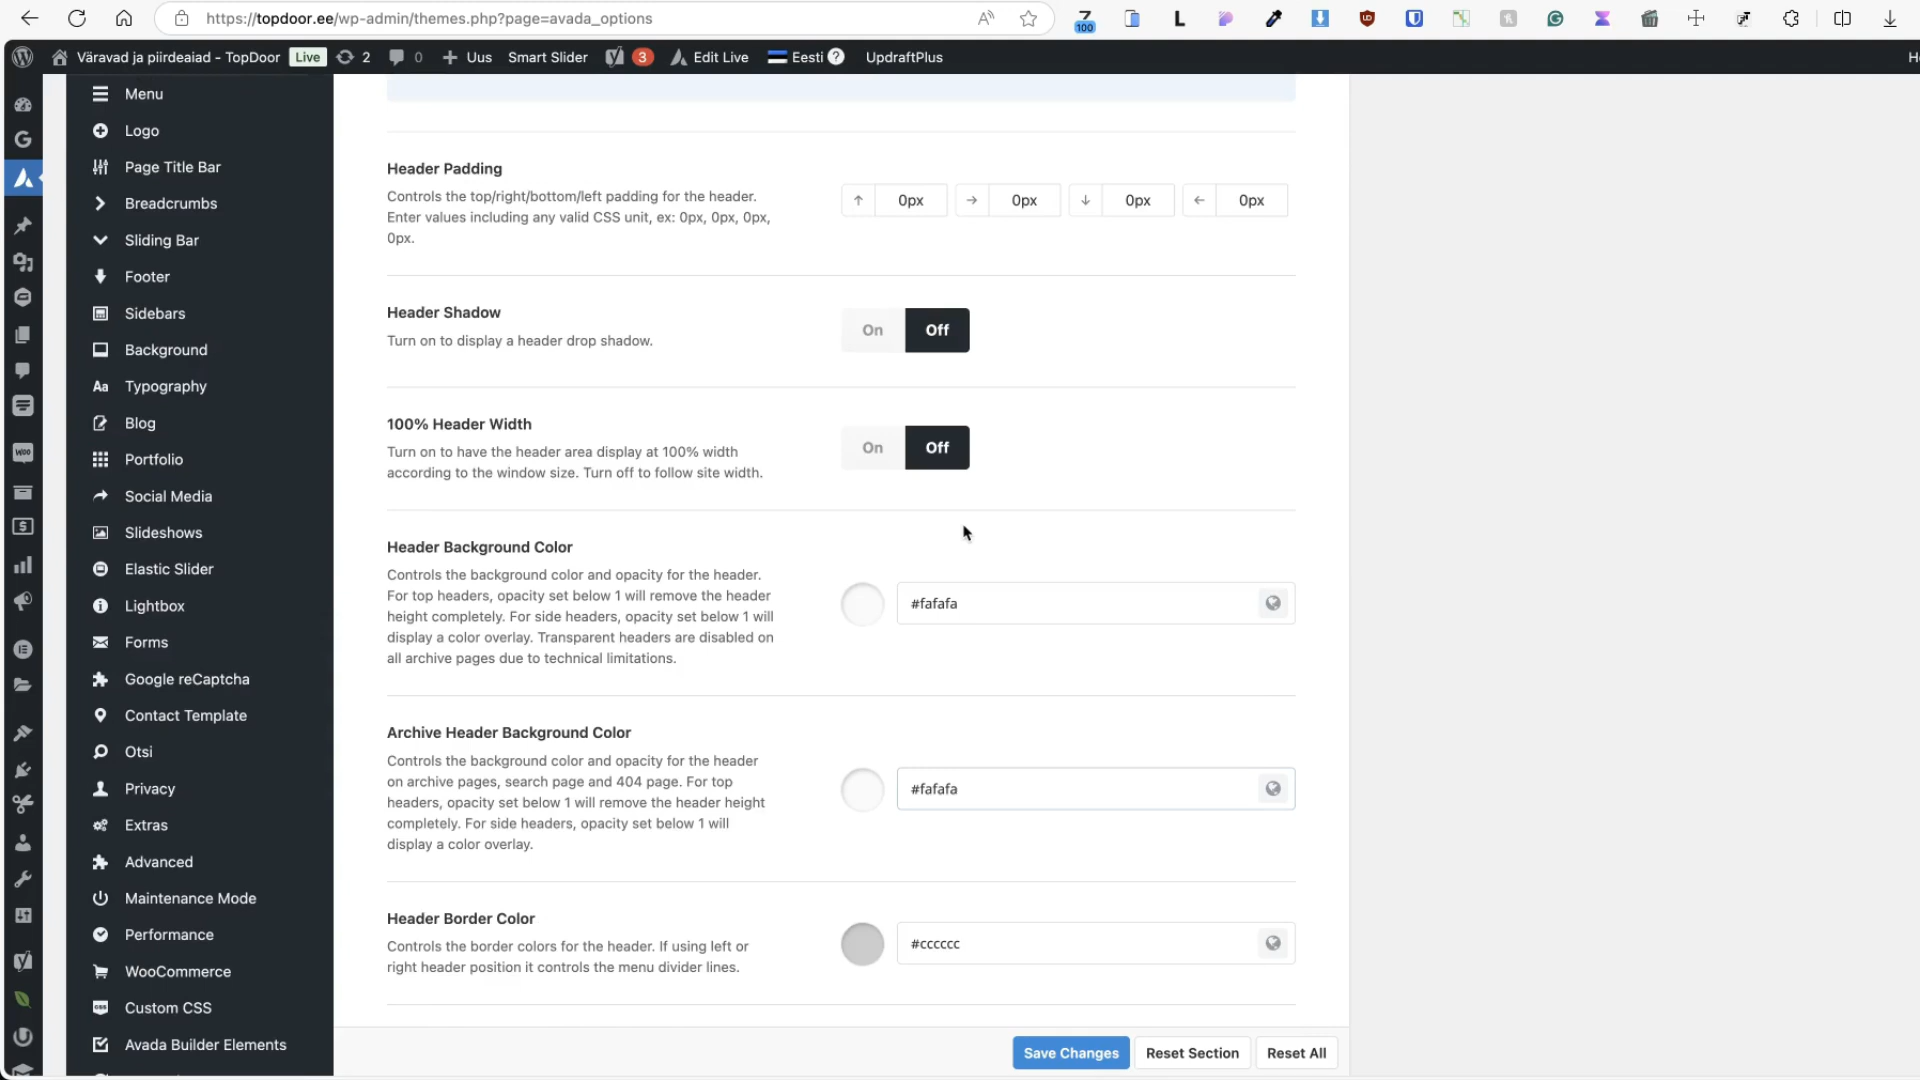 https://topdoor.ee/wp-admin/themes.php?page=avada_options
100
Väravad ja piirdeaiad - TopDoor Live 2 0 Uus Smart Slider 3 Edit Live Eesti ? UpdraftPlus
Menu
Logo
Page Title Bar
Breadcrumbs
Sliding Bar
Footer
Sidebars
Background
Aa Typography
Blog
Portfolio
Social Media
Slideshows
Elastic Slider
Lightbox
Forms
Google reCaptcha
Contact Template
Otsi
Privacy
Extras
Advanced
Maintenance Mode
Performance
WooCommerce
Custom CSS
Avada Builder Elements
Header Padding
Controls the top/right/bottom/left padding for the header.
Enter values including any valid CSS unit, ex: 0px, 0px, 0px,
0px.
0px 0px 0px 0px
Header Shadow
Turn on to display a header drop shadow.
On Off
100% Header Width
Turn on to have the header area display at 100% width
according to the window size. Turn off to follow site width.
On Off
Header Background Color
Controls the background color and opacity for the header.
For top headers, opacity set below 1 will remove the header
height completely. For side headers, opacity set below 1 will
display a color overlay. Transparent headers are disabled on
all archive pages due to technical limitations.
#fafafa
Archive Header Background Color
Controls the background color and opacity for the header
on archive pages, search page and 404 page. For top
headers, opacity set below 1 will remove the header height
completely. For side headers, opacity set below 1 will
display a color overlay.
#fafafa
Header Border Color
Controls the border colors for the header. If using left or
right header position it controls the menu divider lines.
#cccccc
Save Changes Reset Section Reset All